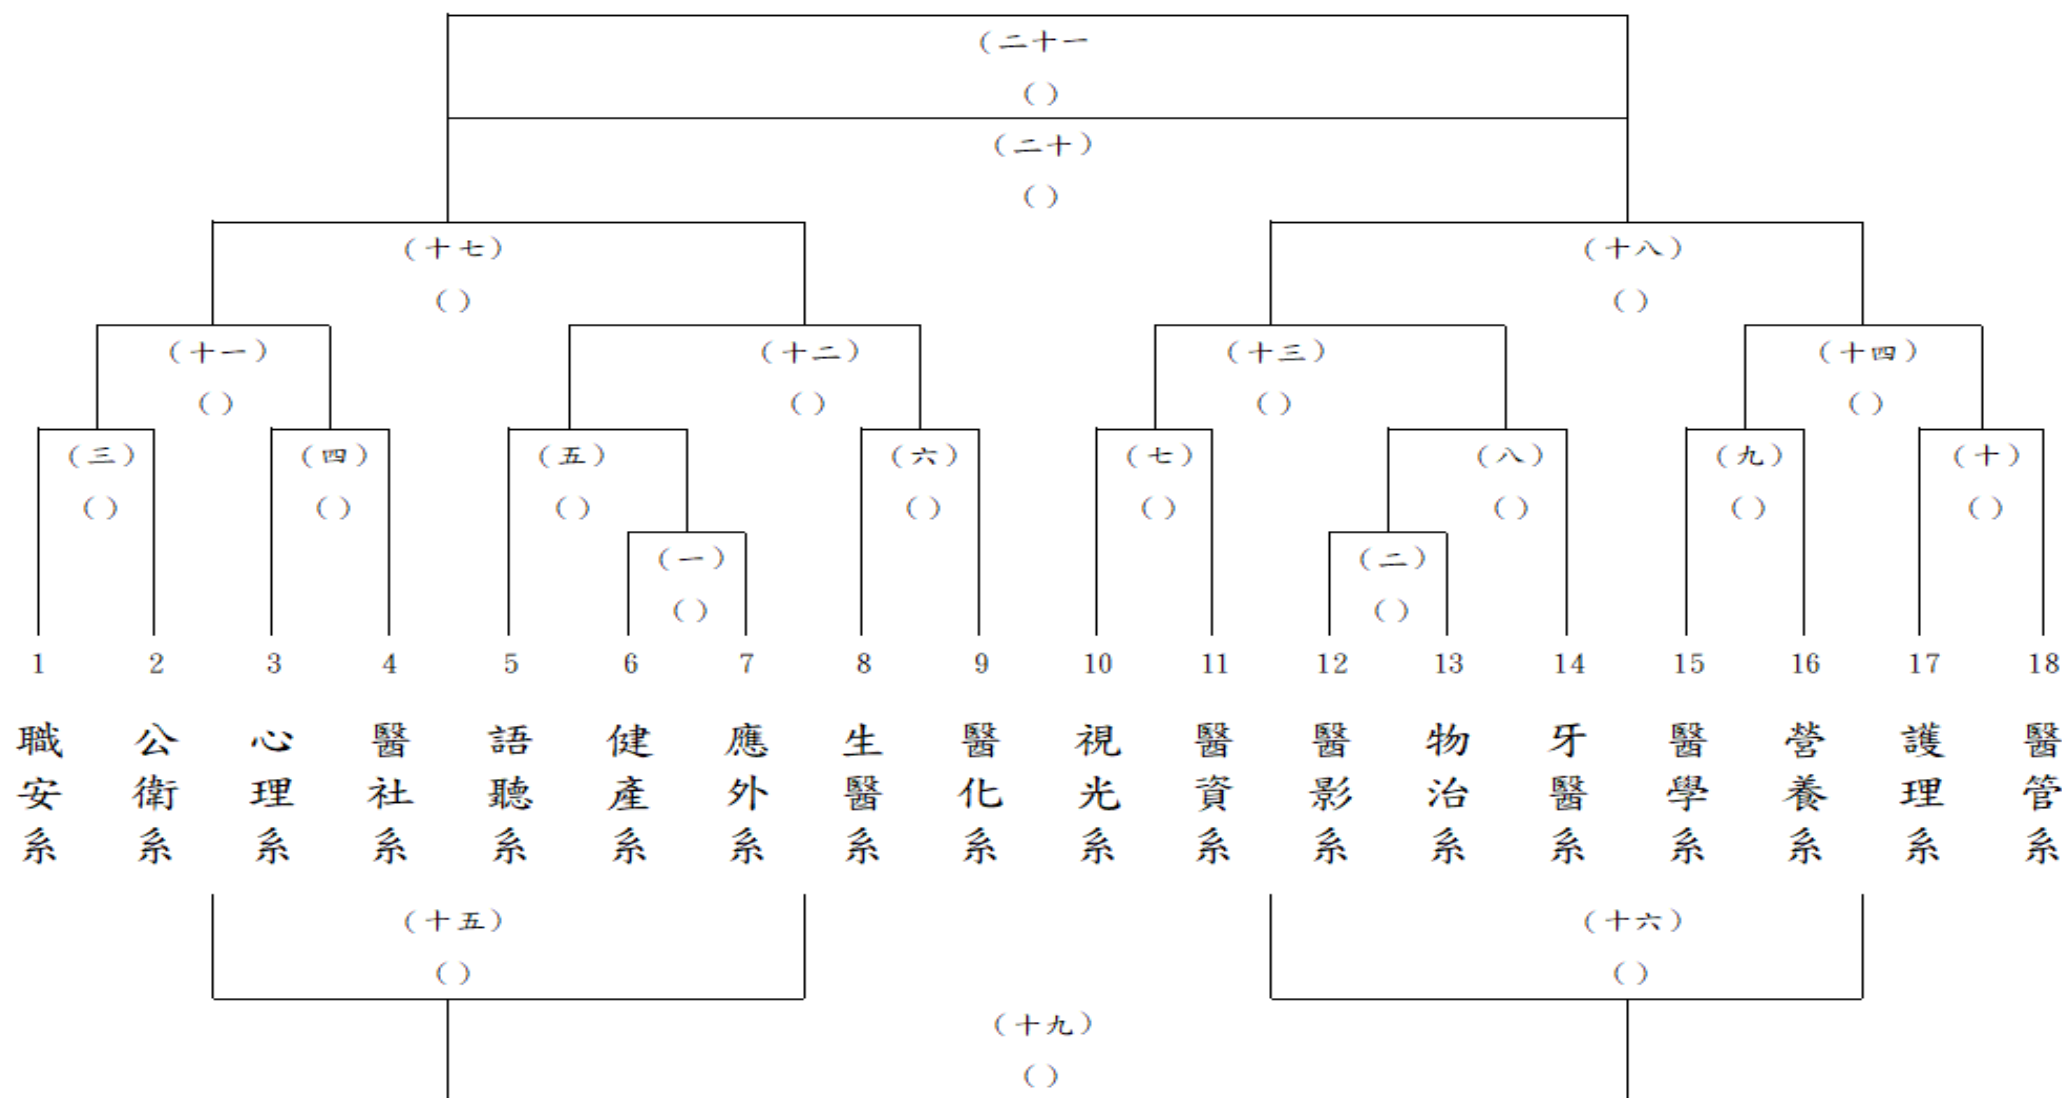 （二十一
（）
（二十）
（）
（十七） （十八）
（） （）
（十一） （十二） （十三） （十四）
（） （） （） （）
（三） （四） （五） （六） （七） （八） （九） （十）
（） （） （） （） （） （） （） （）
（一） （二）
（） （）
1 2 3 4 5 6 7 8 9 10 11 12 13 14 15 16 17 18
職安系
公衛系
心理系
醫社系
語聽系
健產系
應外系
生醫系
醫化系
視光系
醫資系
醫影系
物治系
牙醫系
醫學系
營養系
護理系
醫管系
（十五） （十六）
（） （）
（十九）
（）